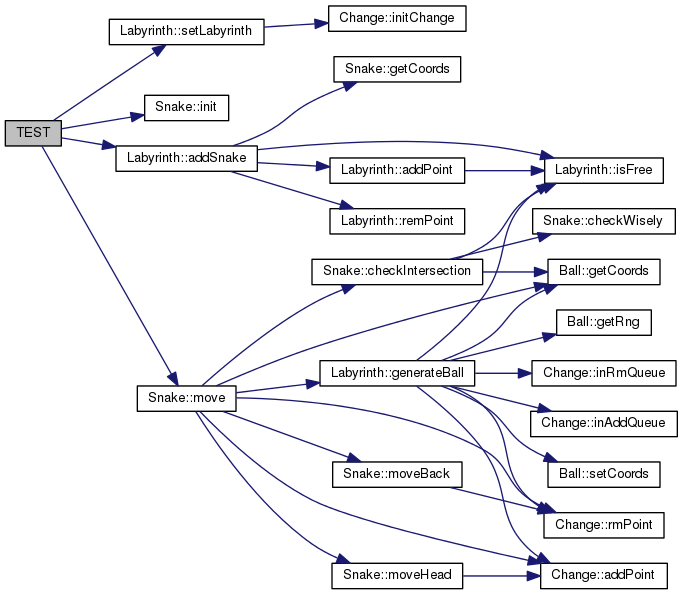 Change::initChange
Labyrinth::setLabyrinth
Snake::getCoords
Snake::init
TEST
Labyrinth::addSnake
Labyrinth::addPoint
Labyrinth::isFree
Labyrinth::remPoint
Snake::checkWisely
Snake::checkIntersection
Ball::getCoords
Ball::getRng
Labyrinth::generateBall
Change::inRmQueue
Snake::move
Change::inAddQueue
Snake::moveBack
Ball::setCoords
Change::rmPoint
Snake::moveHead
Change::addPoint